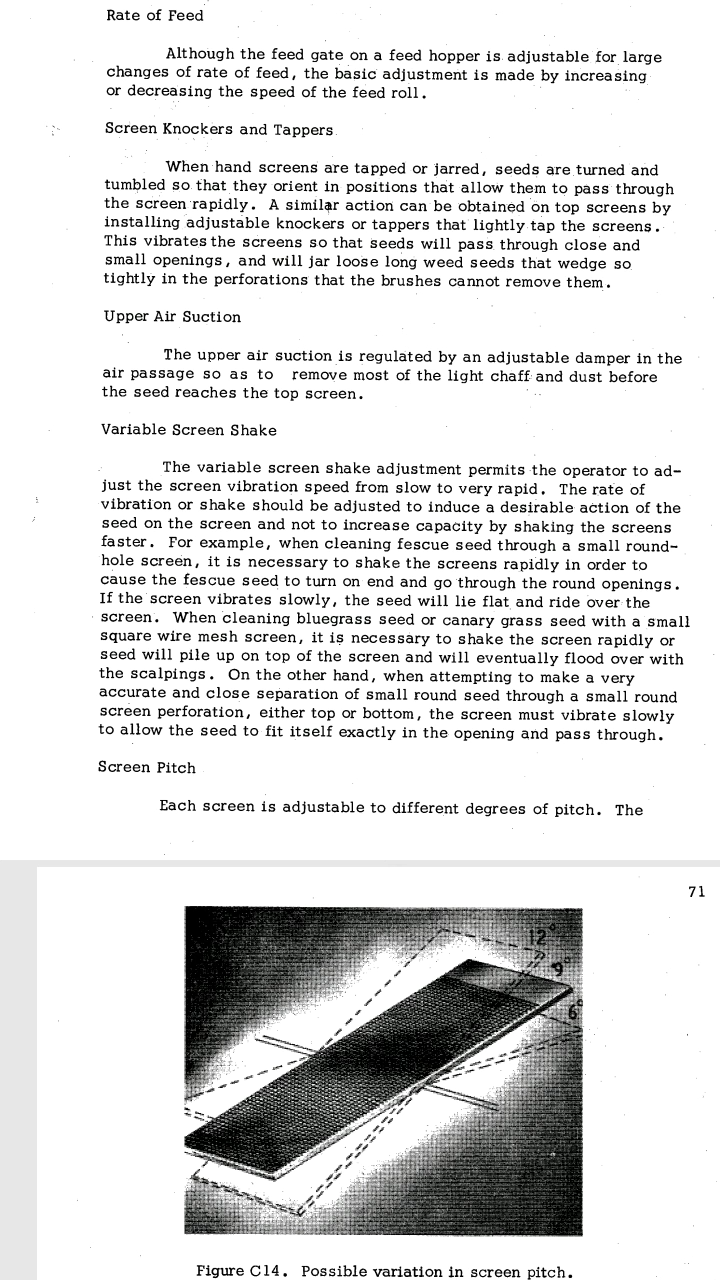 Rate of Feed
Although the feed gate on a feed hopper is adjustable for large
changes of rate of feed, the basic adjustment is made by increasing
or decreasing the speed of the feed roll.
Screen Knockers and Tappers
When hand screens are tapped or jarred, seeds are turned and
tumbled so that they orient in positions that allow them to pass through
the screen rapidly. A similar action can be obtained on top screens by
installing adjustable knockers or tappers that lightly tap the screens.
This vibrates the screens so that seeds will pass through close and
small openings, and will jar loose long weed seeds that wedge so
tightly in the perforations that the brushes cannot remove them.
Upper Air Suction
The upper air suction is regulated by an adjustable damper in the
air passage so as to remove most of the light chaff and dust before
the seed reaches the top screen.
Variable Screen Shake
The variable screen shake adjustment permits the operator to ad-
just the screen vibration speed from slow to very rapid. The rate of
vibration or shake should be adjusted to induce a desirable action of the
seed on the screen and not to increase capacity by shaking the screens
faster. For example, when cleaning fescue seed through a small round-
hole screen, it is necessary to shake the screens rapidly in order to
cause the fescue seed to turn on end and go through the round openings.
If the screen vibrates slowly, the seed will lie flat and ride over the
screen. When cleaning bluegrass seed or canary grass seed with a small
square wire mesh screen, it is necessary to shake the screen rapidly or
seed will pile up on top of the screen and will eventually flood over with
the scalpings. On the other hand, when attempting to make a very
accurate and close separation of small round seed through a small round
screen perforation, either top or bottom, the screen must vibrate slowly
to allow the seed to fit itself exactly in the opening and pass through.
Screen Pitch
Each screen is adjustable to different degrees of pitch. The
71
12°
9°
6°
Figure C14. Possible variation in screen pitch.